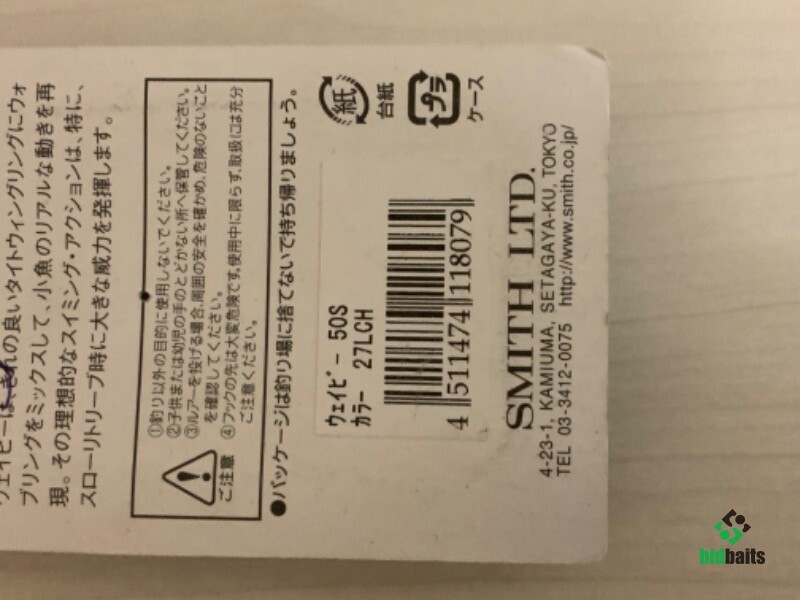 ウェイビーは、きれの良いタイトウィングリングにウォ
ブリングをミックスして、小魚のリアルな動きを再
現。その理想的なスイミング・アクションは、特に、
スローリトリーブ時に大きな威力を発揮します。
ご注意
①釣り以外の目的に使用しないでください。
②子供または幼児の手のとどかない所へ保管してください。
③ルアーを投げる場合、周囲の安全を確かめ、危険のないこと
を確認してください。
④フックの先は大変危険です。使用中に限らず、取扱には充分
ご注意ください。
●パッケージは釣り場に捨てないで持ち帰りましょう。
紙
台紙
プラ
ケース
ウェイビー 50S
カラー 27LCH
4 511474 118079
SMITH LTD.
4-23-1, KAMIUMA, SETAGAYA-KU, TOKYO
TEL 03-3412-0075 http://www.smith.co.jp/
bidbaits